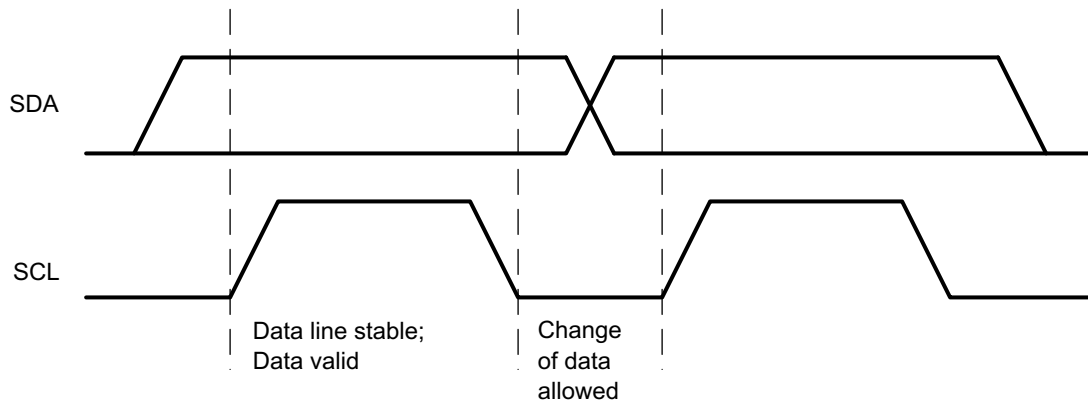 SDA
SCL
Data line stable;
Data valid
Change
of data
allowed